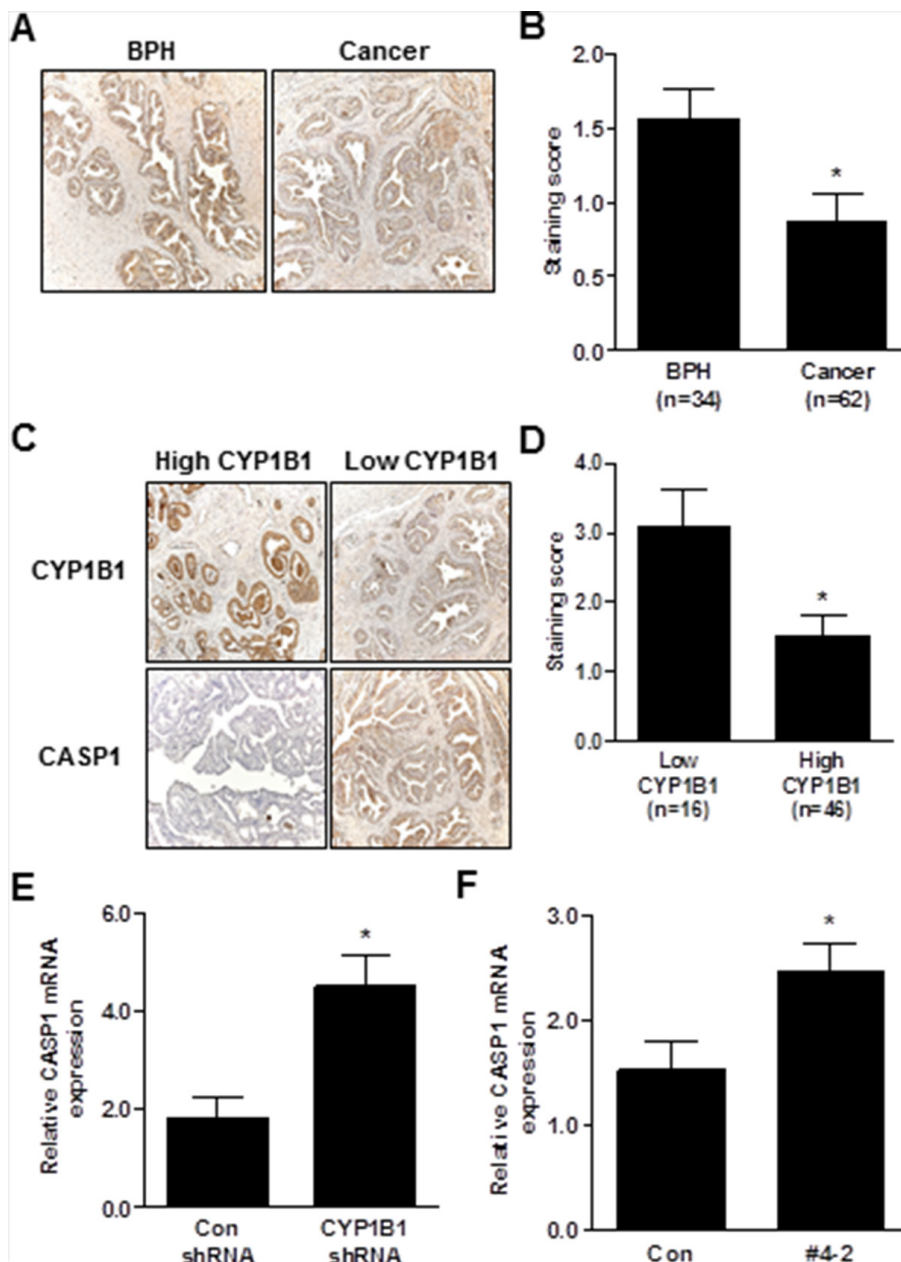 A
BPH Cancer
B
Staining score
2.0
1.5
1.0
0.5
0.0
*
BPH Cancer
(n=34) (n=62)
C
High CYP1B1 Low CYP1B1
CYP1B1
CASP1
D
Staining score
4.0
3.0
2.0
1.0
0.0
*
Low High
CYP1B1 CYP1B1
(n=16) (n=46)
E
Relative CASP1 mRNA
expression
6.0
4.0
2.0
0.0
*
Con CYP1B1
shRNA shRNA
F
Relative CASP1 mRNA
expression
3.0
2.0
1.0
0.0
*
Con #4-2